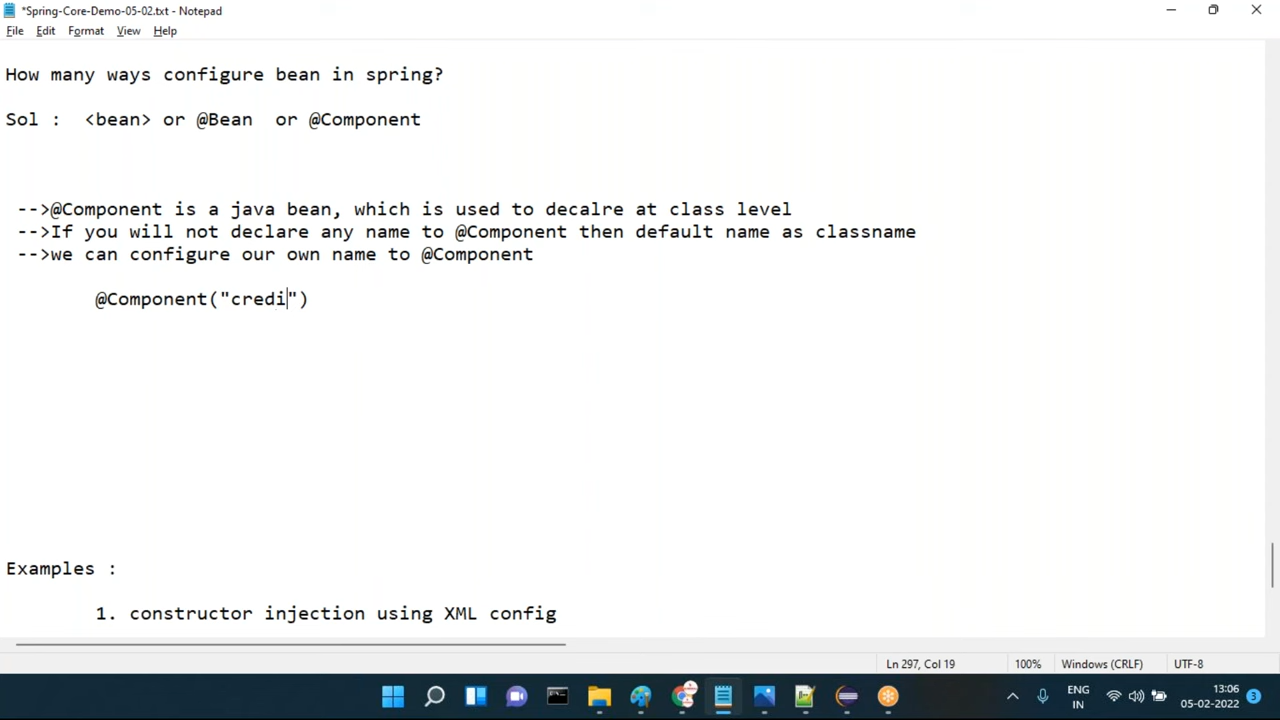 *Spring-Core-Demo-05-02.txt - Notepad
File Edit Format View Help
How many ways configure bean in spring?
Sol : <bean> or @Bean or @Component
-->@Component is a java bean, which is used to decalre at class level
-->If you will not declare any name to @Component then default name as classname
-->we can configure our own name to @Component
@Component("credi")
Examples :
1. constructor injection using XML config
Ln 297, Col 19 100% Windows (CRLF) UTF-8
ENG
IN
13:06
05-02-2022
3